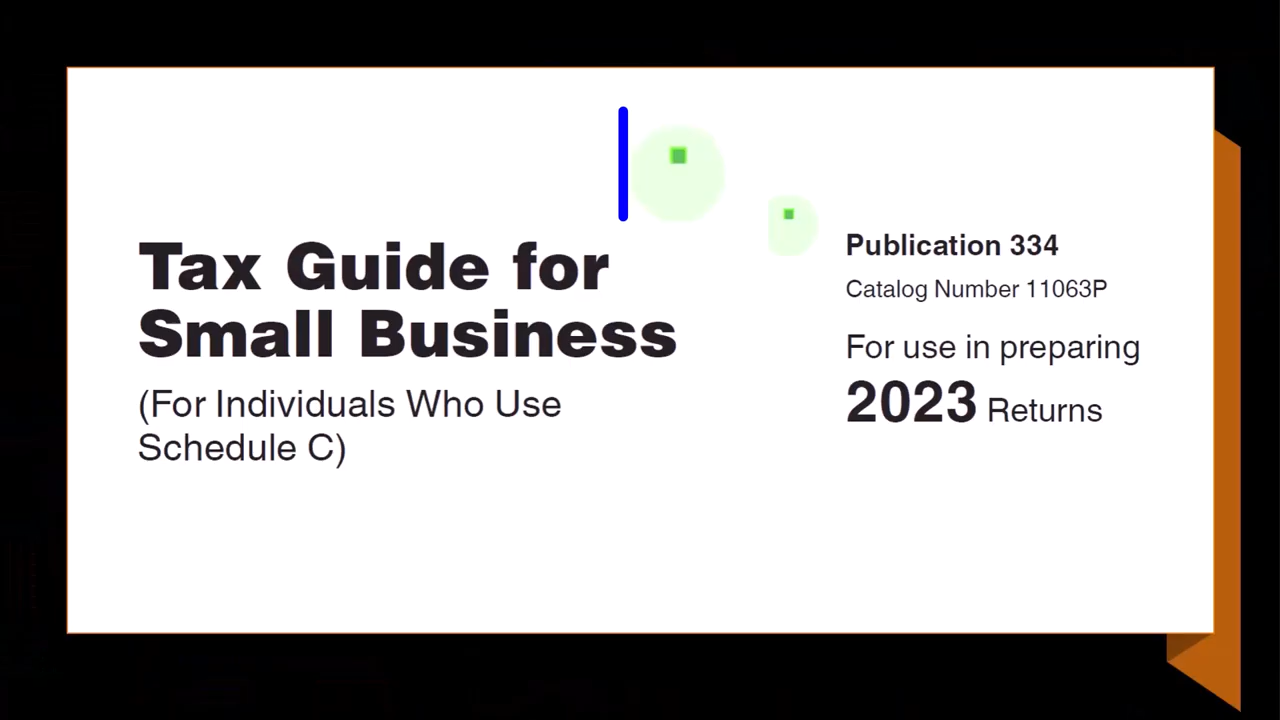 Tax Guide for
Small Business
(For Individuals Who Use
Schedule C)
Publication 334
Catalog Number 11063P
For use in preparing
2023 Returns